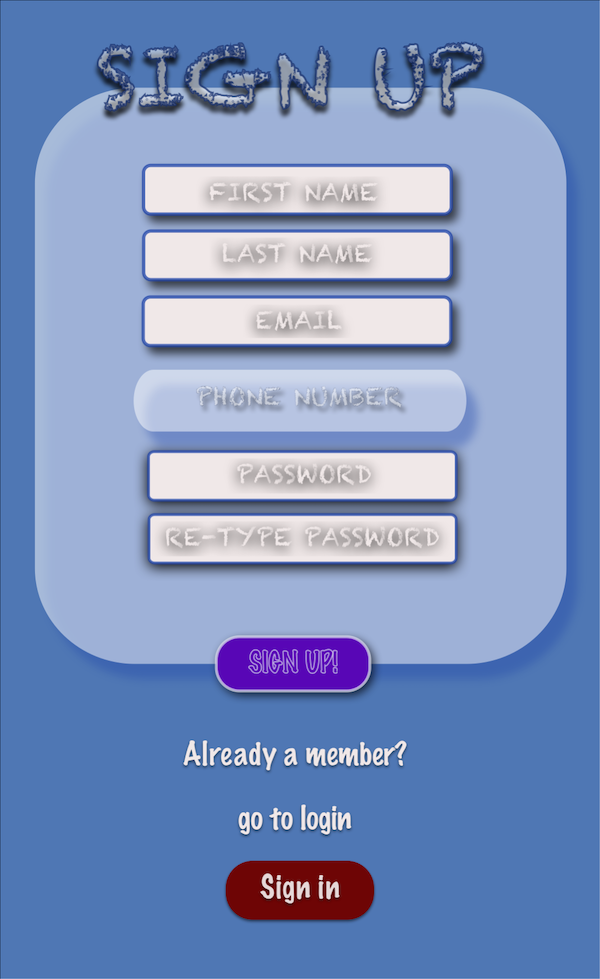 SIGN UP
FIRST NAME
LAST NAME
EMAIL
PHONE NUMBER
PASSWORD
RE-TYPE PASSWORD
SIGN UP!
Already a member?
go to login
Sign in